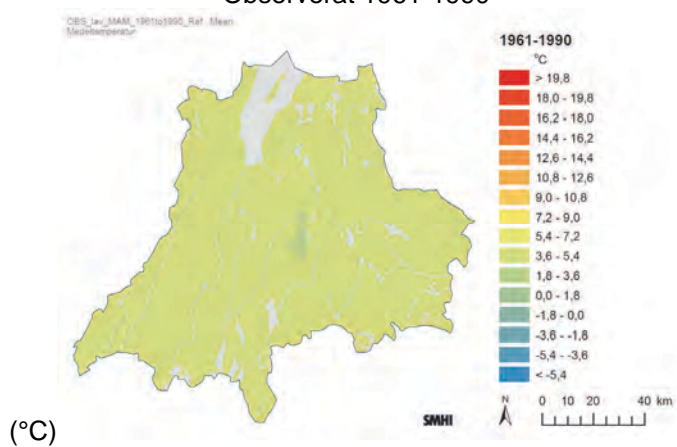 Observerat 1961-1990
OBS_tav_MAM_1961to1990_Ref Mean
Medeltemperatur
1961-1990
°C
> 19,8
18,0 - 19,8
16,2 - 18,0
14,4 - 16,2
12,6 - 14,4
10,8 - 12,6
9,0 - 10,8
7,2 - 9,0
5,4 - 7,2
3,6 - 5,4
1,8 - 3,6
0,0 - 1,8
-1,8 - 0,0
-3,6 - -1,8
-5,4 - -3,6
< -5,4
N
0 10 20 40 km
SMHI
(°C)